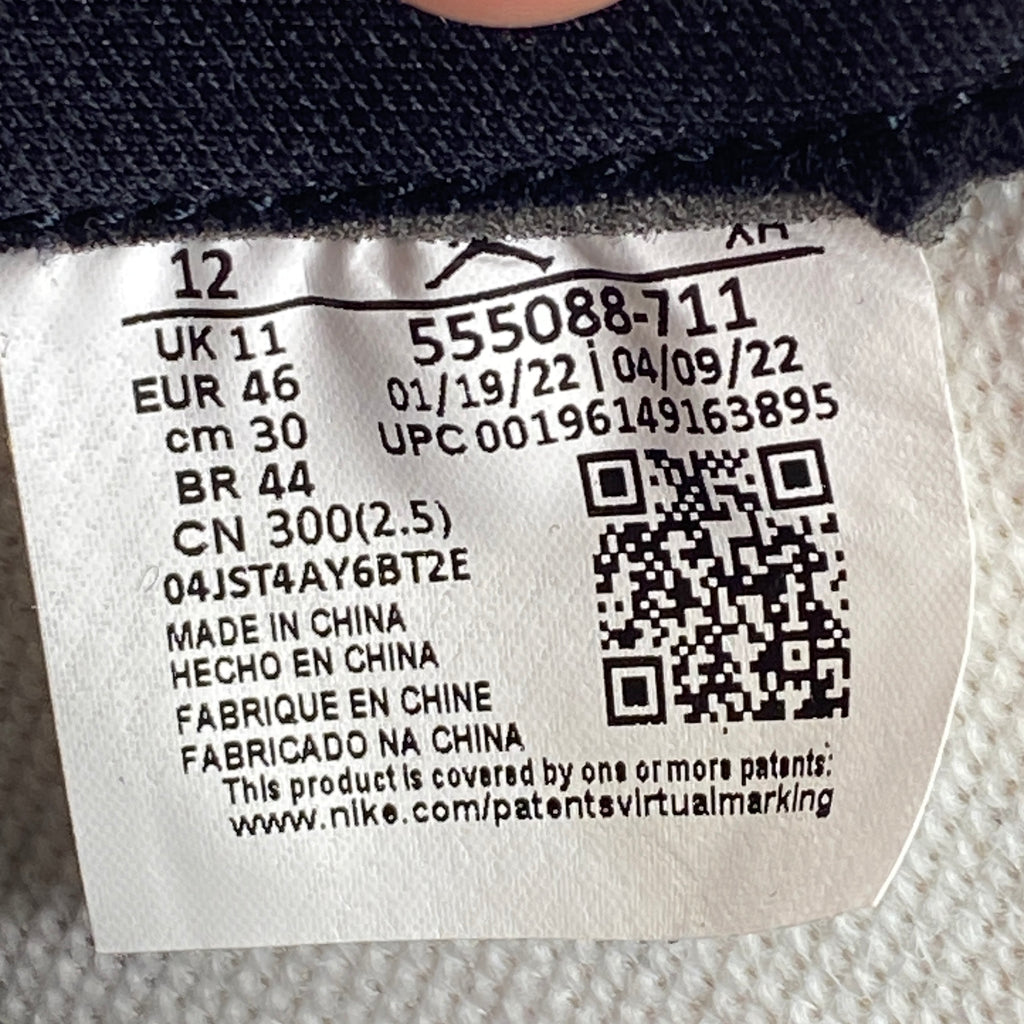 12
UK 11
EUR 46
cm 30
BR 44
CN 300(2.5)
04JST4AY6BT2E
XH
555088-711
01/19/22 | 04/09/22
UPC 00196149163895
MADE IN CHINA
HECHO EN CHINA
FABRIQUE EN CHINE
FABRICADO NA CHINA
This product is covered by one or more patents:
www.nike.com/patentsvirtualmarking